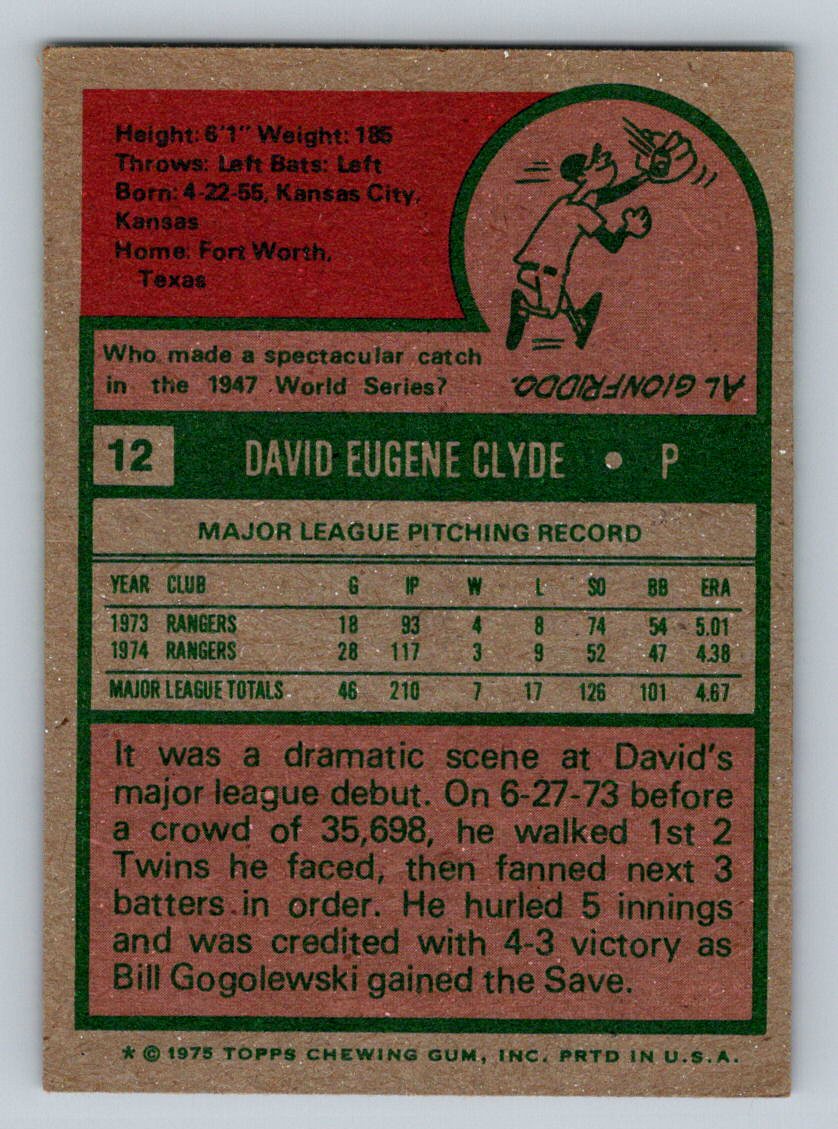 Height: 6'1" Weight: 185
Throws: Left Bats: Left
Born: 4-22-55, Kansas City,
Kansas
Home: Fort Worth,
Texas
Who made a spectacular catch
in the 1947 World Series?
AL GIONFRIDDO.
12 DAVID EUGENE CLYDE • P
MAJOR LEAGUE PITCHING RECORD
YEAR CLUB G IP W L SO BB ERA
1973 RANGERS 18 93 4 8 74 54 5.01
1974 RANGERS 28 117 3 9 52 47 4.38
MAJOR LEAGUE TOTALS 46 210 7 17 126 101 4.67
It was a dramatic scene at David's
major league debut. On 6-27-73 before
a crowd of 35,698, he walked 1st 2
Twins he faced, then fanned next 3
batters in order. He hurled 5 innings
and was credited with 4-3 victory as
Bill Gogolewski gained the Save.
* © 1975 TOPPS CHEWING GUM, INC. PRTD IN U.S.A.